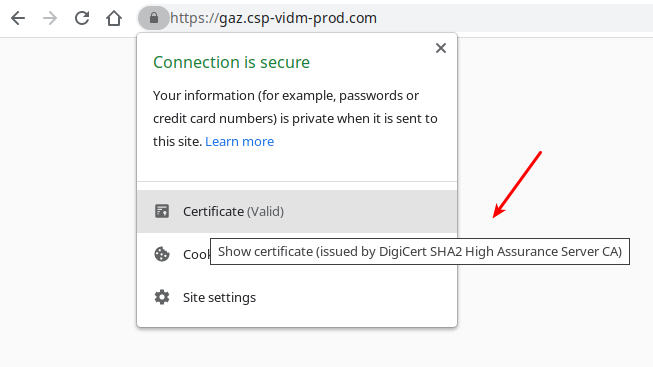 https://gaz.csp-vidm-prod.com
Connection is secure
Your information (for example, passwords or
credit card numbers) is private when it is sent to
this site. Learn more
Certificate (Valid)
Show certificate (issued by DigiCert SHA2 High Assurance Server CA)
Site settings